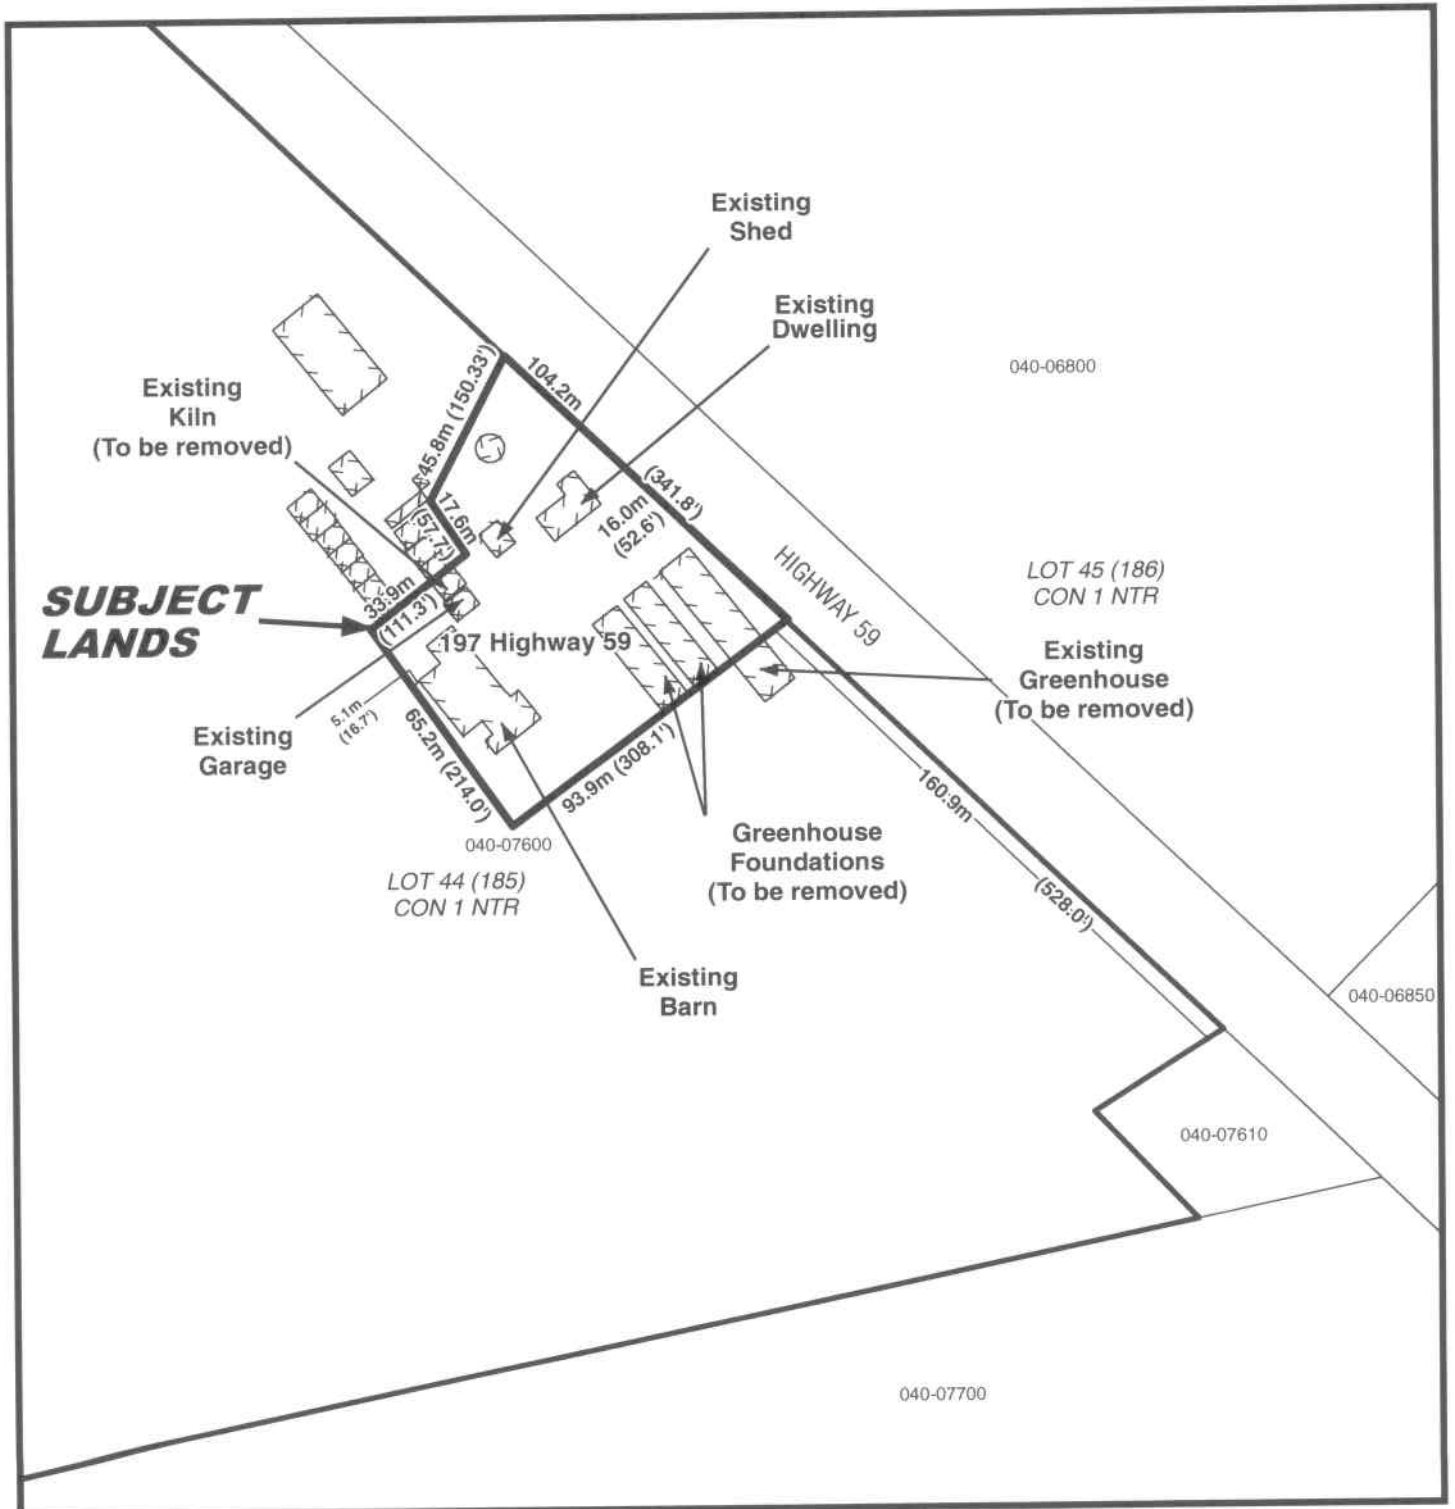 Existing
Shed
Existing
Dwelling
040-06800
Existing
Kiln
(To be removed)
45.8m (150.33')
104.2m
(341.8')
17.6m
(57.7')
16.0m
(52.6')
HIGHWAY 59
LOT 45 (186)
CON 1 NTR
SUBJECT
LANDS
33.9m
(111.3')
197 Highway 59
Existing
Greenhouse
(To be removed)
5.1m
(16.7')
Existing
Garage
65.2m (214.0')
93.9m (308.1')
160.9m
(528.0')
040-07600
LOT 44 (185)
CON 1 NTR
Greenhouse
Foundations
(To be removed)
Existing
Barn
040-06850
040-07610
040-07700